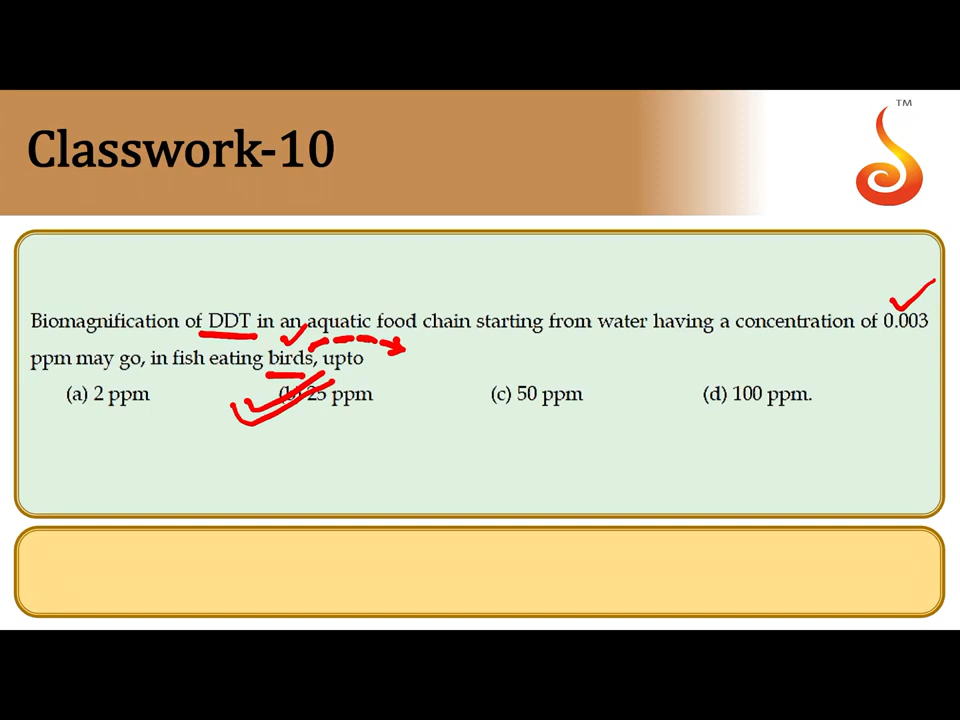 TM
Classwork-10
Biomagnification of DDT in an aquatic food chain starting from water having a concentration of 0.003
ppm may go, in fish eating birds, upto
(a) 2 ppm (b) 25 ppm (c) 50 ppm (d) 100 ppm.